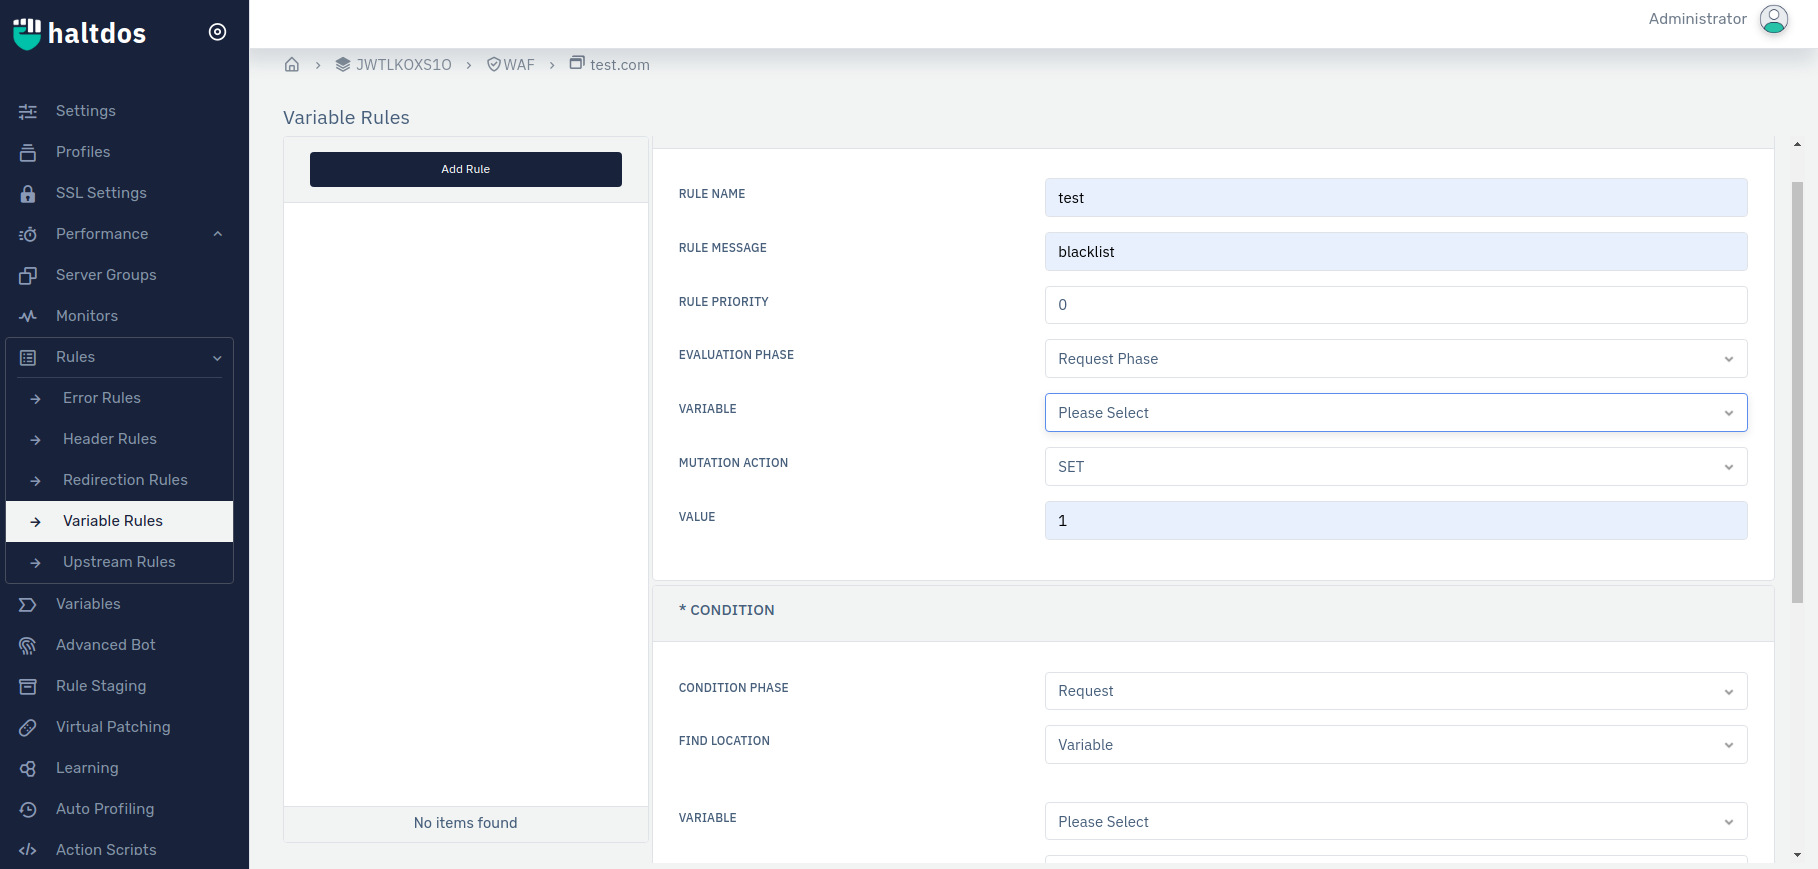 haltdos
Administrator
JWTLKOXS1O > WAF > test.com
Settings
Profiles
SSL Settings
Performance
Server Groups
Monitors
Rules
Error Rules
Header Rules
Redirection Rules
Variable Rules
Upstream Rules
Variables
Advanced Bot
Rule Staging
Virtual Patching
Learning
Auto Profiling
Action Scripts
Variable Rules
Add Rule
No items found
RULE NAME test
RULE MESSAGE blacklist
RULE PRIORITY 0
EVALUATION PHASE Request Phase
VARIABLE Please Select
MUTATION ACTION SET
VALUE 1
* CONDITION
CONDITION PHASE Request
FIND LOCATION Variable
VARIABLE Please Select